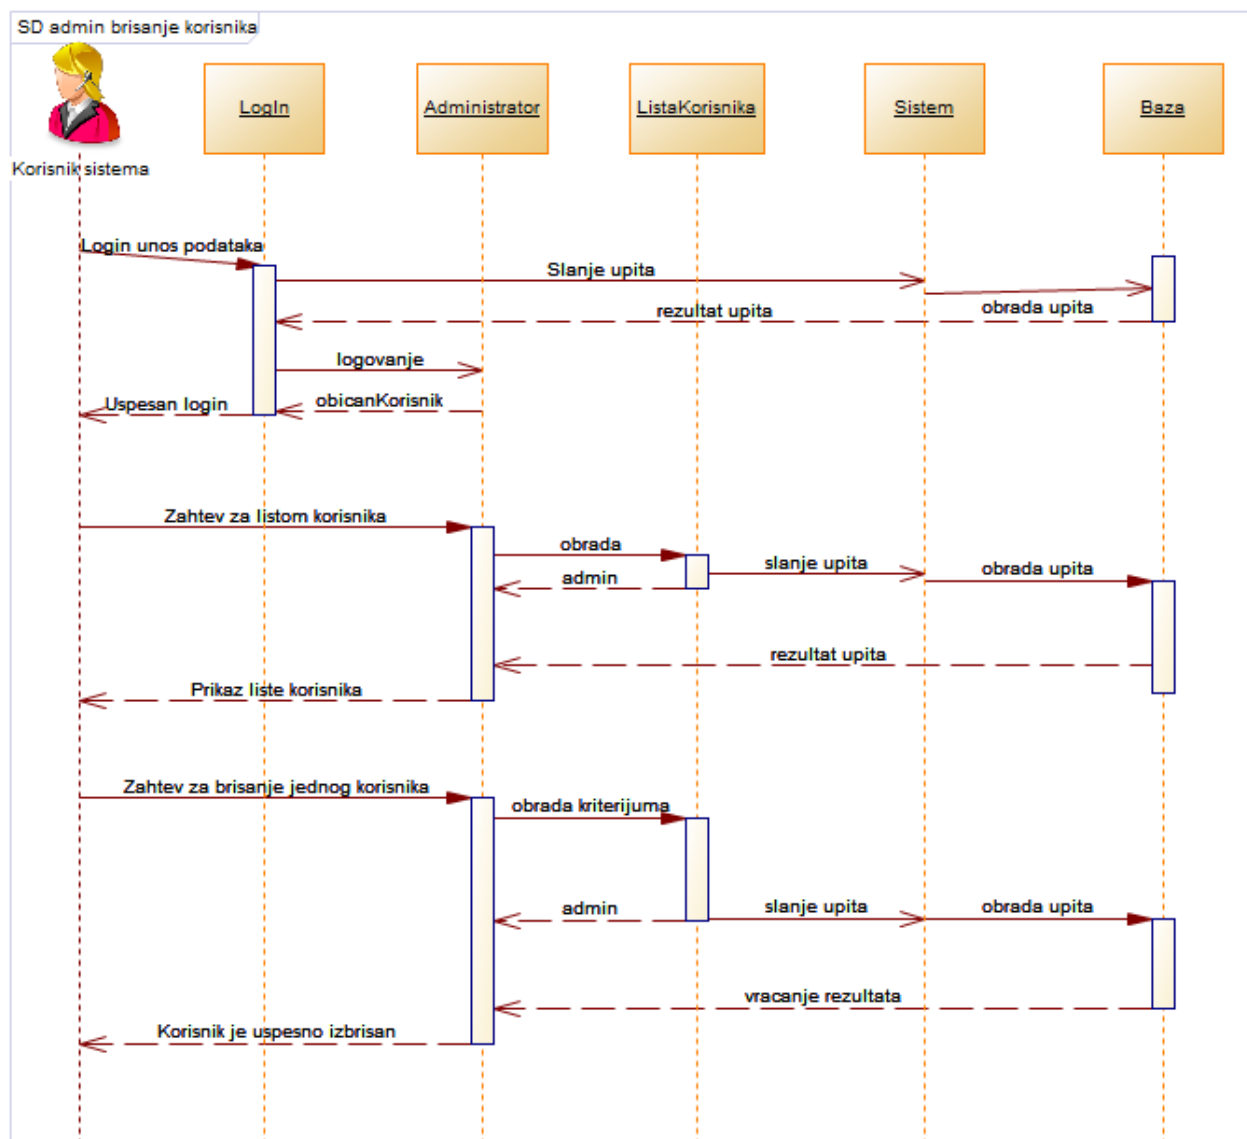 SD admin brisanje korisnika
Korisnik sistema
LogIn
Administrator
ListaKorisnika
Sistem
Baza
Login unos podataka
Slanje upita
obrada upita
rezultat upita
logovanje
obicanKorisnik
Uspesan login
Zahtev za listom korisnika
obrada
slanje upita
obrada upita
admin
rezultat upita
Prikaz liste korisnika
Zahtev za brisanje jednog korisnika
obrada kriterijuma
admin
slanje upita
obrada upita
vracanje rezultata
Korisnik je uspesno izbrisan